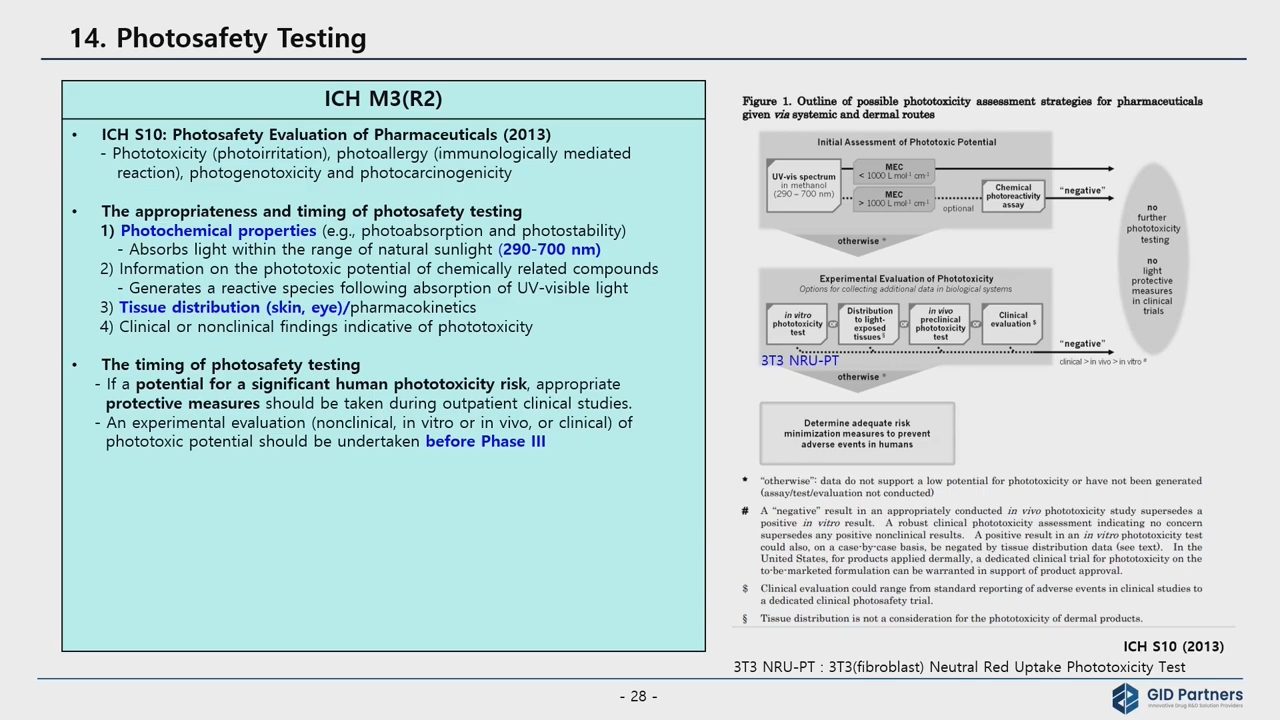 14. Photosafety Testing
ICH M3(R2)
• ICH S10: Photosafety Evaluation of Pharmaceuticals (2013)
- Phototoxicity (photoirritation), photoallergy (immunologically mediated
reaction), photogenotoxicity and photocarcinogenicity
• The appropriateness and timing of photosafety testing
1) Photochemical properties (e.g., photoabsorption and photostability)
- Absorbs light within the range of natural sunlight (290-700 nm)
2) Information on the phototoxic potential of chemically related compounds
- Generates a reactive species following absorption of UV-visible light
3) Tissue distribution (skin, eye)/pharmacokinetics
4) Clinical or nonclinical findings indicative of phototoxicity
• The timing of photosafety testing
- If a potential for a significant human phototoxicity risk, appropriate
protective measures should be taken during outpatient clinical studies.
- An experimental evaluation (nonclinical, in vitro or in vivo, or clinical) of
phototoxic potential should be undertaken before Phase III
Figure 1. Outline of possible phototoxicity assessment strategies for pharmaceuticals
given via systemic and dermal routes
Initial Assessment of Phototoxic Potential
UV-vis spectrum
in methanol
(290 – 700 nm)
MEC
< 1000 L mol-1 cm-1
MEC
> 1000 L mol-1 cm-1
optional
Chemical
photoreactivity
assay
"negative"
otherwise *
no
further
phototoxicity
testing
no
light
protective
measures
in clinical
trials
Experimental Evaluation of Phototoxicity
Options for collecting additional data in biological systems
in vitro
phototoxicity
test
or
Distribution
to light-
exposed
tissues §
or
in vivo
preclinical
phototoxicity
test
or
Clinical
evaluation $
3T3 NRU-PT
"negative"
clinical > in vivo > in vitro #
otherwise *
Determine adequate risk
minimization measures to prevent
adverse events in humans
* "otherwise": data do not support a low potential for phototoxicity or have not been generated
(assay/test/evaluation not conducted)
# A "negative" result in an appropriately conducted in vivo phototoxicity study supersedes a
positive in vitro result. A robust clinical phototoxicity assessment indicating no concern
supersedes any positive nonclinical results. A positive result in an in vitro phototoxicity test
could also, on a case-by-case basis, be negated by tissue distribution data (see text). In the
United States, for products applied dermally, a dedicated clinical trial for photoxicity on the
to-be-marketed formulation can be warranted in support of product approval.
$ Clinical evaluation could range from standard reporting of adverse events in clinical studies to
a dedicated clinical photosafety trial.
§ Tissue distribution is not a consideration for the photoxicity of dermal products.
ICH S10 (2013)
3T3 NRU-PT : 3T3(fibroblast) Neutral Red Uptake Phototoxicity Test
- 28 -
GID Partners
Innovative Drug R&D Solution Providers